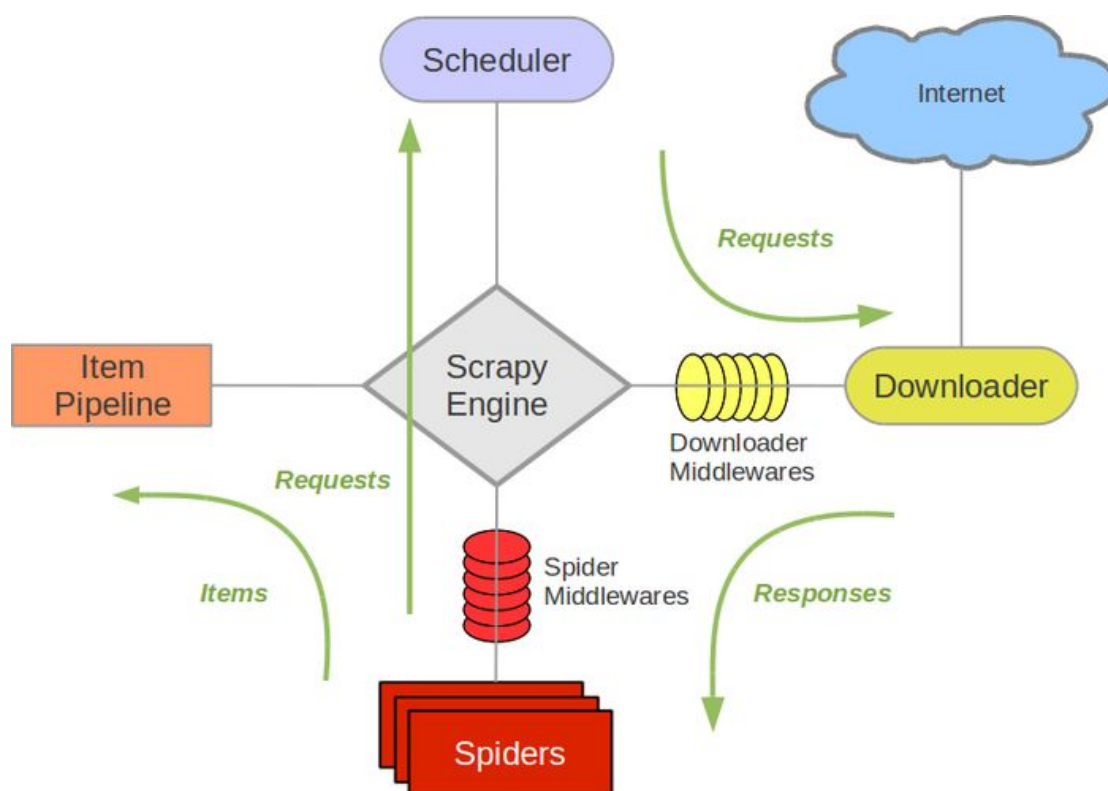 Scheduler
Internet
Requests
Item
Pipeline
Scrapy
Engine
Downloader
Downloader
Middlewares
Requests
Items
Spider
Middlewares
Responses
Spiders